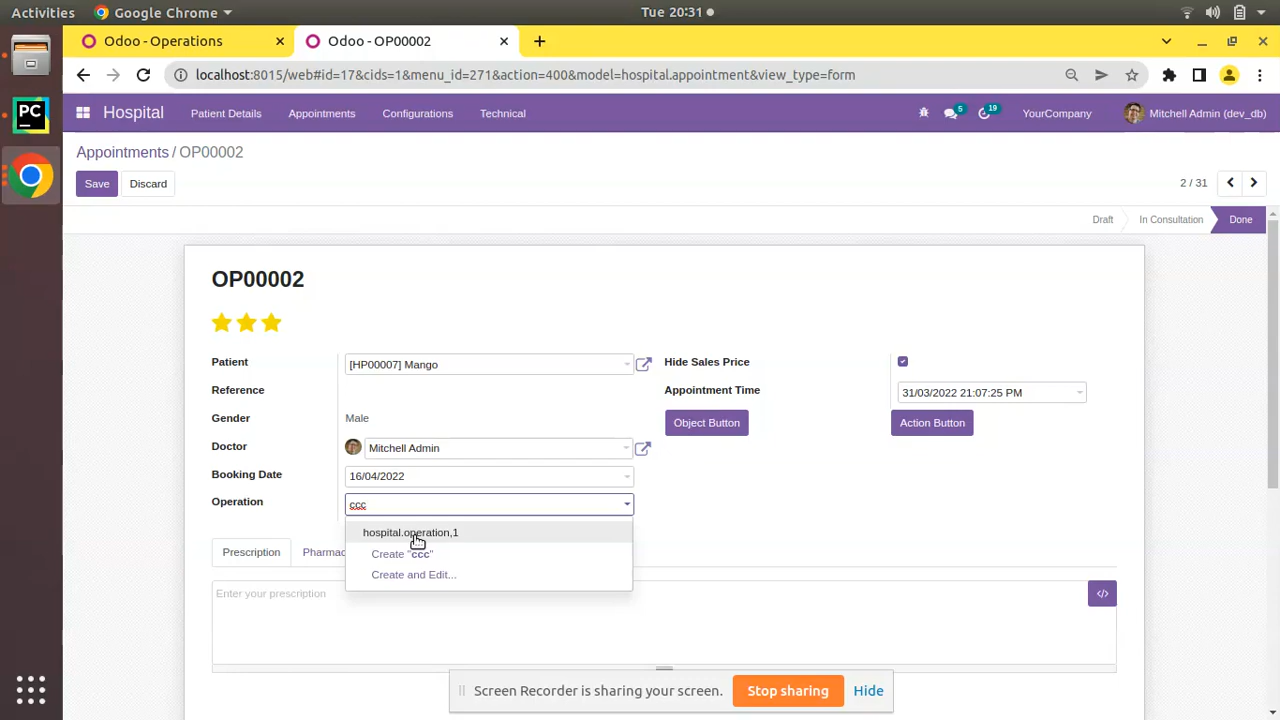 Activities Google Chrome Tue 20:31
Odoo - Operations Odoo - OP00002
localhost:8015/web#id=17&cids=1&menu_id=271&action=400&model=hospital.appointment&view_type=form
Hospital Patient Details Appointments Configurations Technical 5 19 YourCompany Mitchell Admin (dev_db)
Appointments / OP00002
Save Discard 2 / 31
Draft In Consultation Done
OP00002
Patient [HP00007] Mango Hide Sales Price
Reference Appointment Time 31/03/2022 21:07:25 PM
Gender Male Object Button Action Button
Doctor Mitchell Admin
Booking Date 16/04/2022
Operation ccc
hospital.operation,1
Prescription Pharmac Create "ccc"
Create and Edit...
Enter your prescription </>
Screen Recorder is sharing your screen. Stop sharing Hide
PC